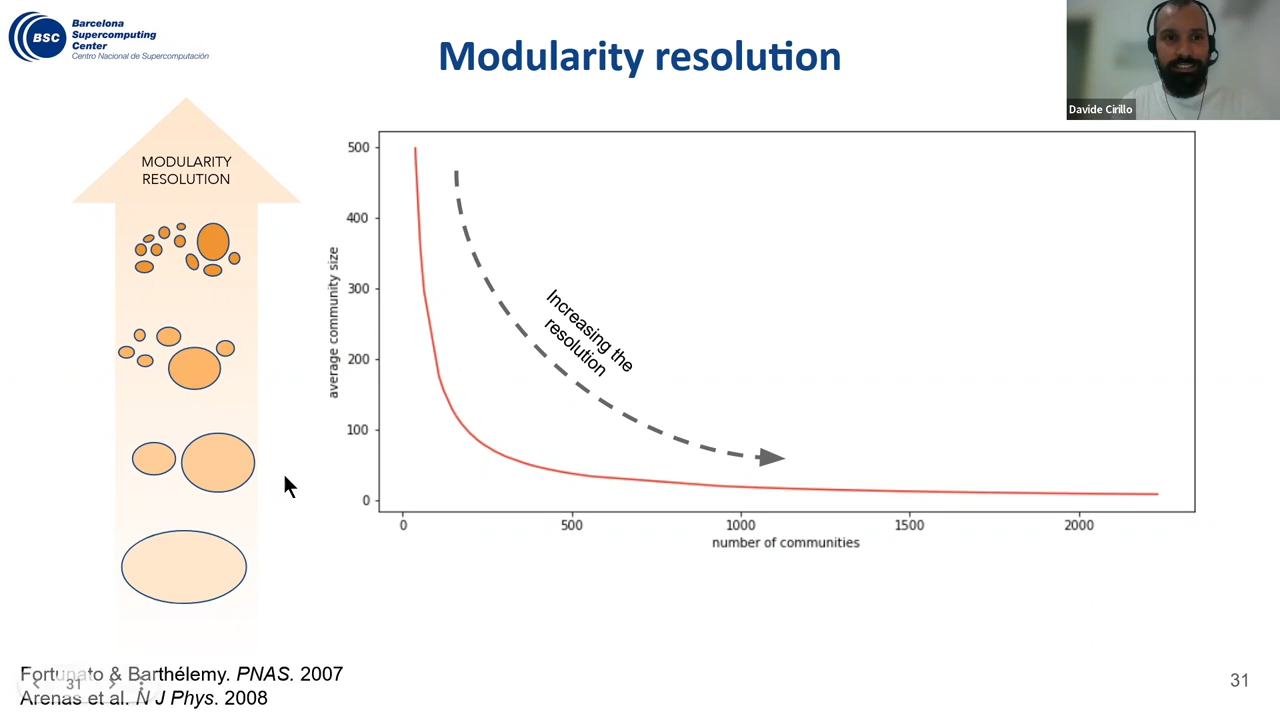 BSC
Barcelona
Supercomputing
Center
Centro Nacional de Supercomputación
Modularity resolution
Davide Cirillo
MODULARITY
RESOLUTION
500
400
300
200
100
0
average community size
Increasing the
resolution
0 500 1000 1500 2000
number of communities
Fortunato & Barthélemy. PNAS. 2007
31
Arenas et al. N J Phys. 2008
31